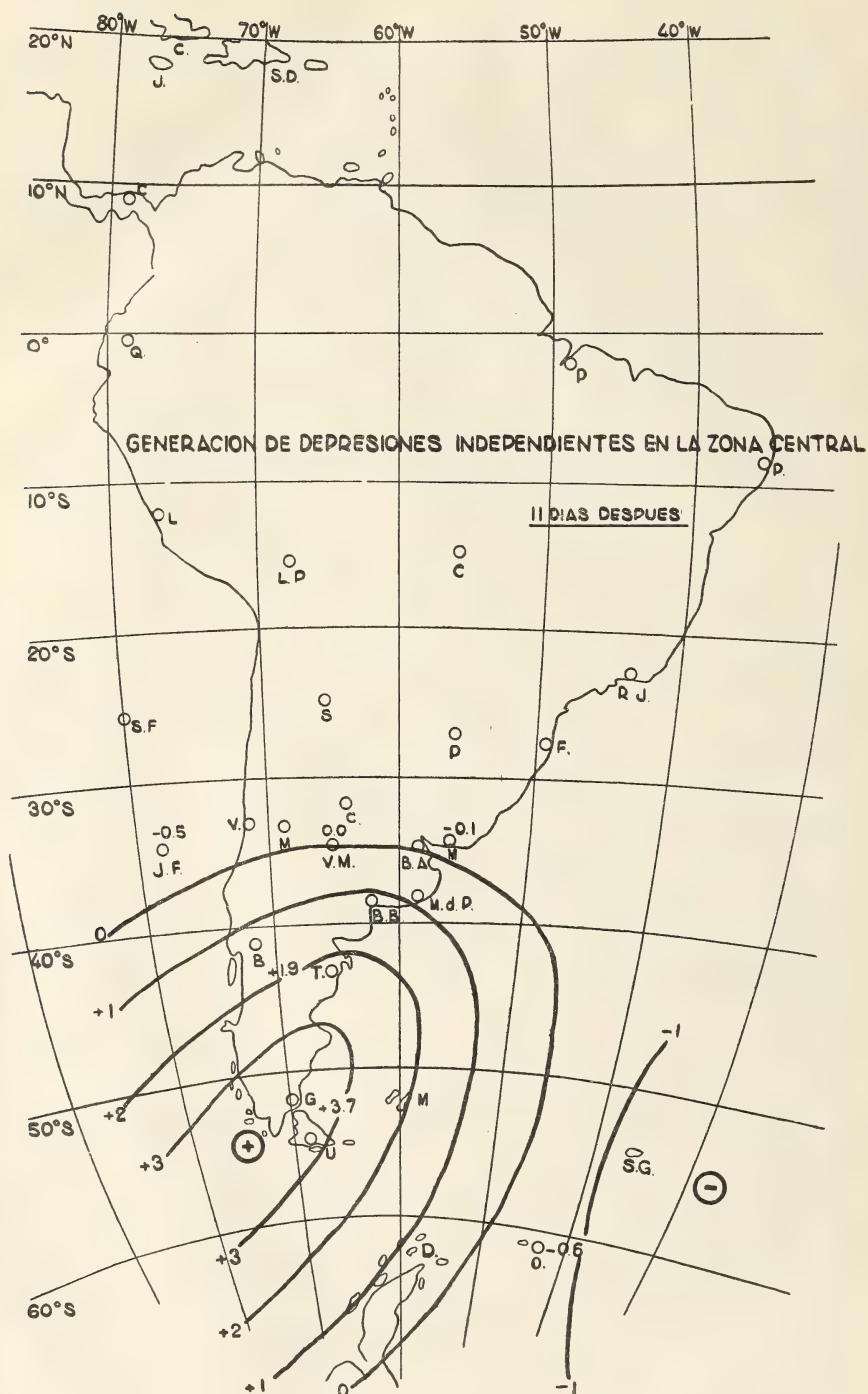 80°W 70°W 60°W 50°W 40°W
20°N
C.
J. S.D.
10°N C
0° Q.
P
GENERACION DE DEPRESIONES INDEPENDIENTES EN LA ZONA CENTRAL
P.
10°S
L
11 DIAS DESPUES
L.P C
20°S
R J.
S.F S
P F.
30°S
V. M 0.0 C. -0.1
-0.5
J.F. V.M. B.A M
B.B M.d.P.
0
40°S
B +1.9 T.
+1 -1
+2
G +3.7 M
50°S
+ U
+3 S.G. -
D. -0.6
+3 O.
60°S
+2
+1 0 -1